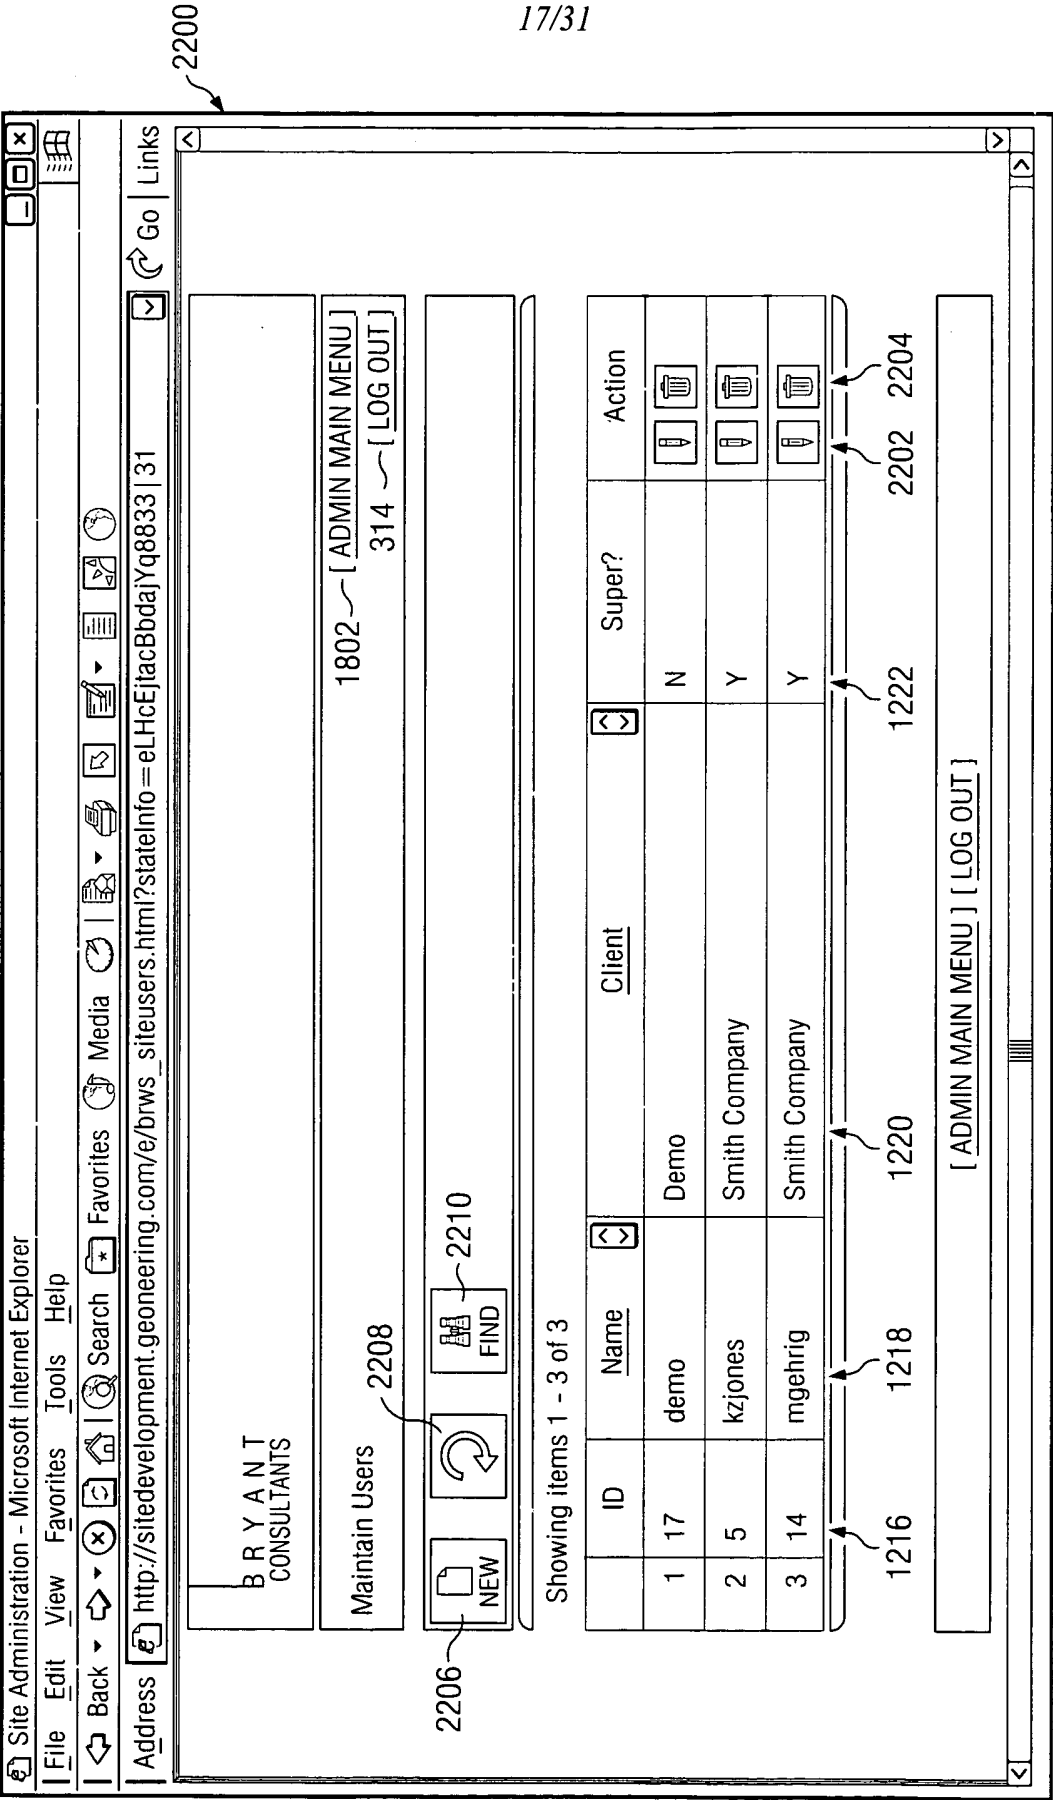 17/31
2200
Site Administration - Microsoft Internet Explorer
File Edit View Favorites Tools Help
Back Search Favorites Media
Address http://sitedevelopment.geoneering.com/e/brws_siteusers.html?stateInfo=eLHcEjtacBbdajYq8833|31 Go Links
BRYANT
CONSULTANTS
Maintain Users
1802 [ ADMIN MAIN MENU ]
314 [ LOG OUT ]
2206 NEW 2208 FIND 2210
Showing items 1 - 3 of 3
ID Name Client Super? Action
1 17 demo Demo N
2 5 kzjones Smith Company Y
3 14 mgehrig Smith Company Y
1216 1218 1220 1222 2202 2204
[ ADMIN MAIN MENU ] [ LOG OUT ]